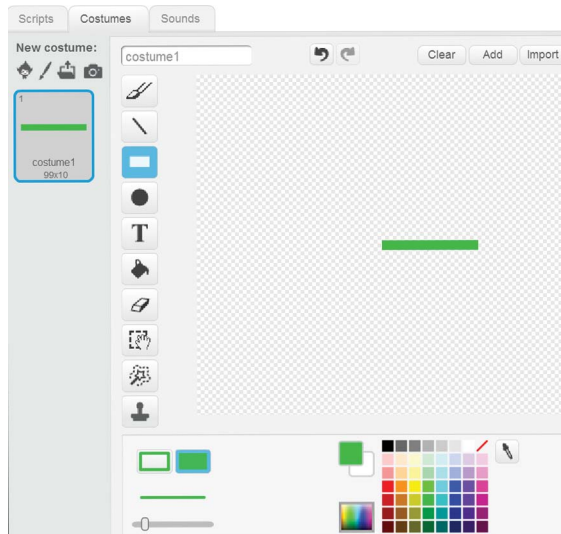 Scripts Costumes Sounds
New costume:
costume1
Clear Add Import
1
costume1
99x10
T